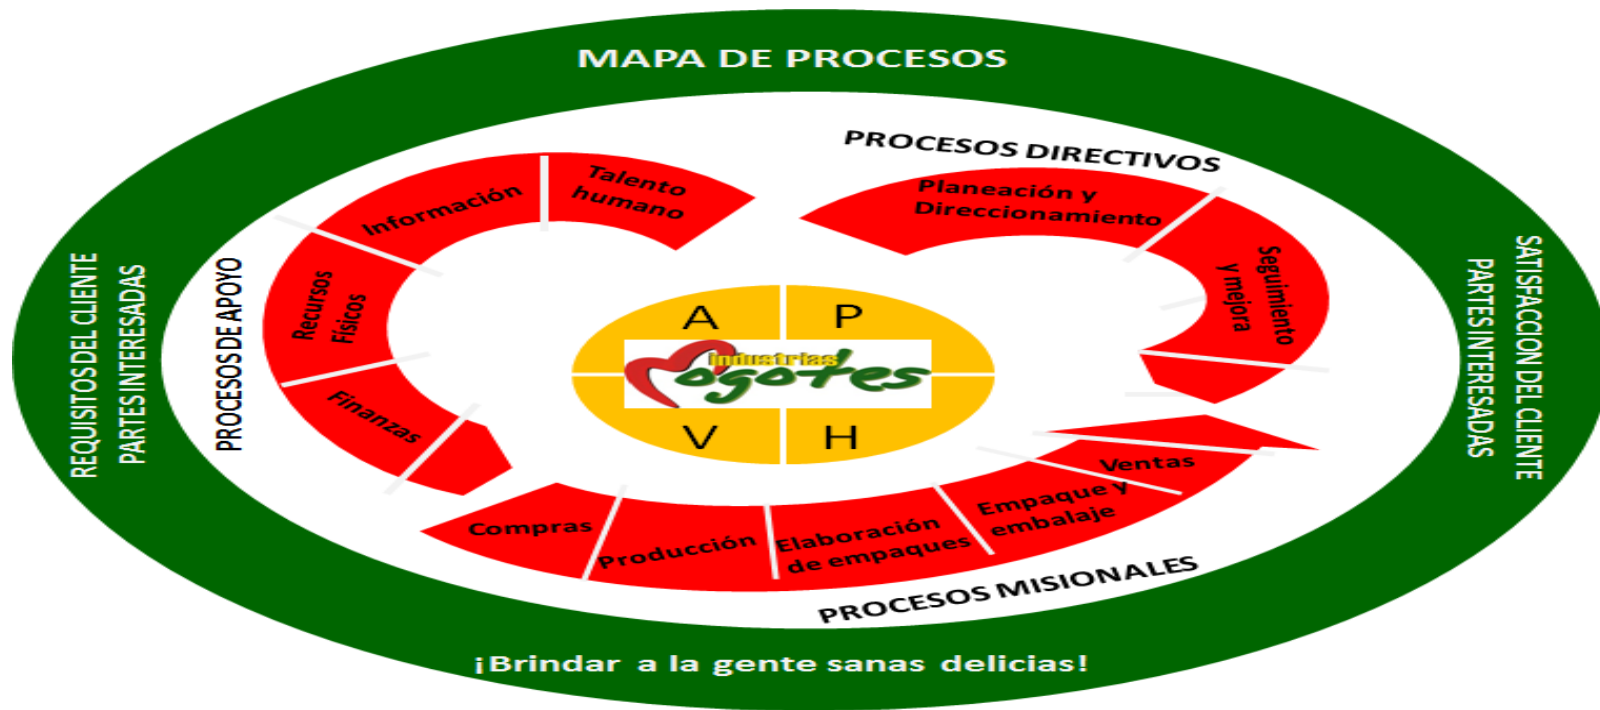 MAPA DE PROCESOS
PROCESOS DIRECTIVOS
Planeación y
Direccionamiento
Seguimiento
y mejora
Talento
humano
Información
Recursos
Físicos
Finanzas
PROCESOS DE APOYO
REQUISITOS DEL CLIENTE
PARTES INTERESADAS
SATISFACCION DEL CLIENTE
PARTES INTERESADAS
A
P
industrias
Mogotes
V
H
Compras
Producción
Elaboración
de empaques
Empaque y
embalaje
Ventas
PROCESOS MISIONALES
¡Brindar a la gente sanas delicias!